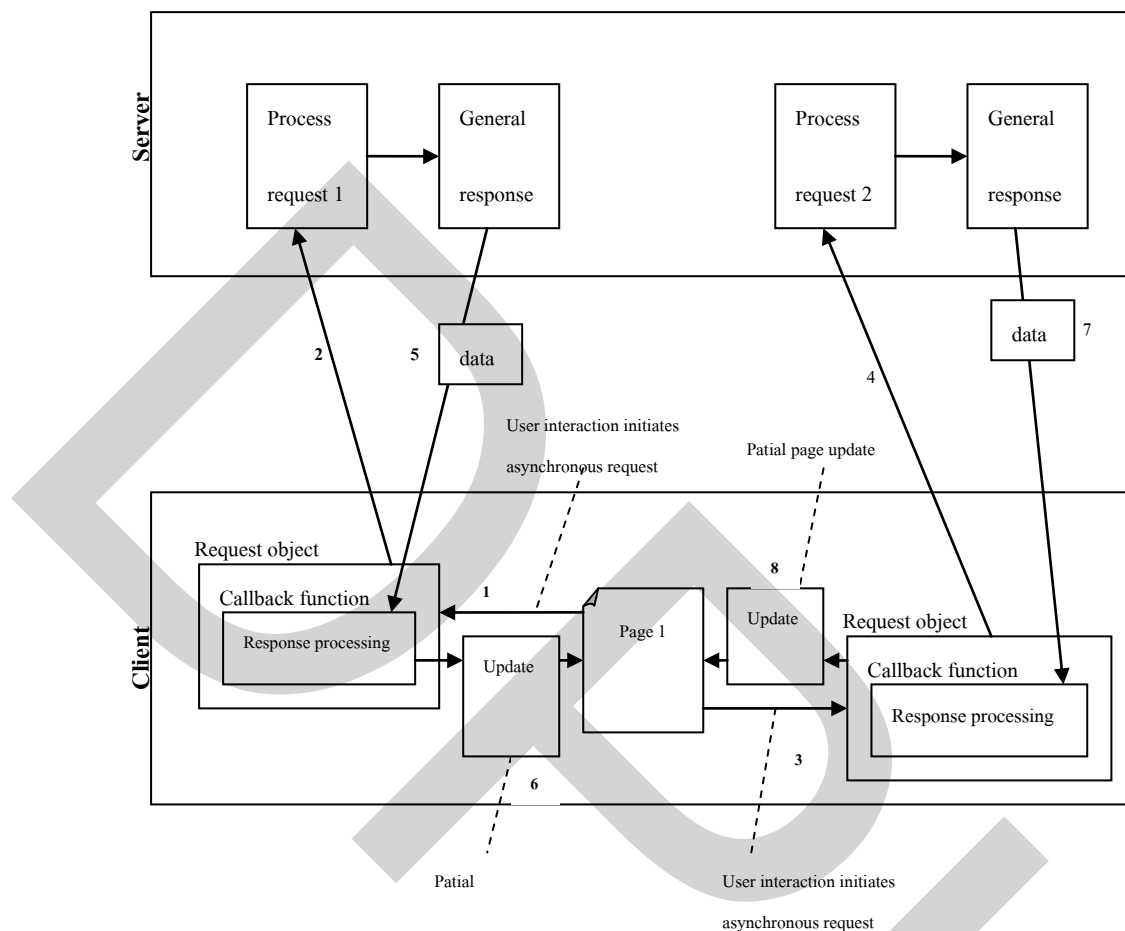 Server
Process
request 1
General
response
Process
request 2
General
response
2
5
data
4
data
7
User interaction initiates
asynchronous request
Patial page update
Client
Request object
Callback function
Response processing
1
Update
Page 1
8
Update
Request object
Callback function
Response processing
6
3
Patial
User interaction initiates
asynchronous request